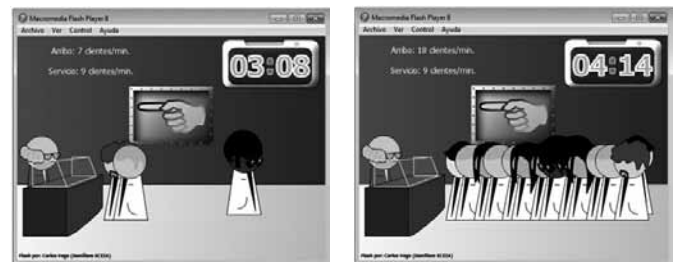 Macromedia Flash Player 8
Archivo Ver Control Ayuda
Arribo: 7 clientes/min.
Servicio: 9 clientes/min.
03:08
Macromedia Flash Player 8
Archivo Ver Control Ayuda
Arribo: 18 clientes/min.
Servicio: 9 clientes/min.
04:14